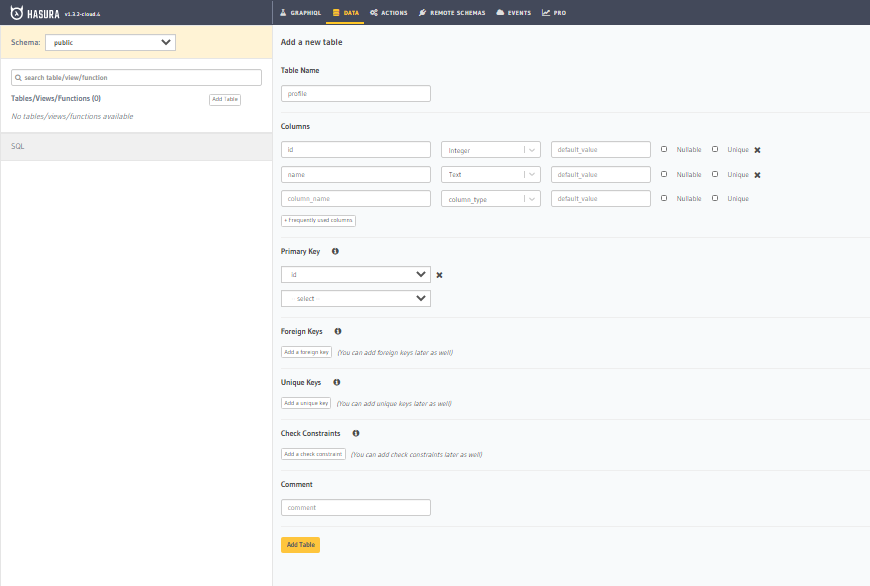 HASURA v1.3.2-cloud.4
GRAPHIQL DATA ACTIONS REMOTE SCHEMAS EVENTS PRO
Schema: public
search table/view/function
Tables/Views/Functions (0) Add Table
No tables/views/functions available
SQL
Add a new table
Table Name
profile
Columns
id Integer default_value Nullable Unique
name Text default_value Nullable Unique
column_name column_type default_value Nullable Unique
+ Frequently used columns
Primary Key
id
select
Foreign Keys
Add a foreign key (You can add foreign keys later as well)
Unique Keys
Add a unique key (You can add unique keys later as well)
Check Constraints
Add a check constraint (You can add check constraints later as well)
Comment
comment
Add Table